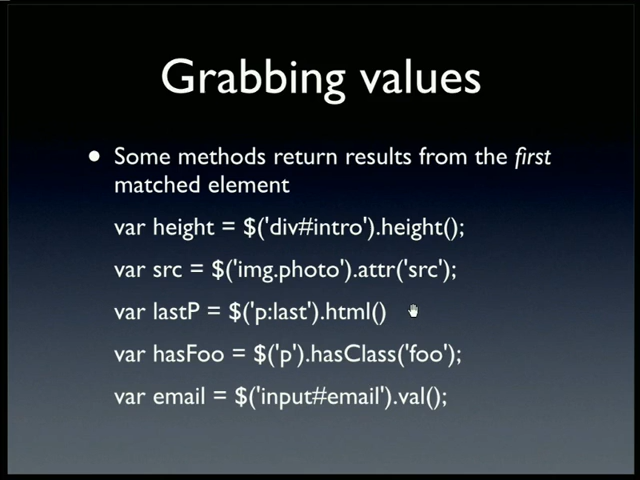 Grabbing values
• Some methods return results from the first
matched element
var height = $('div#intro').height();
var src = $('img.photo').attr('src');
var lastP = $('p:last').html()
var hasFoo = $('p').hasClass('foo');
var email = $('input#email').val();